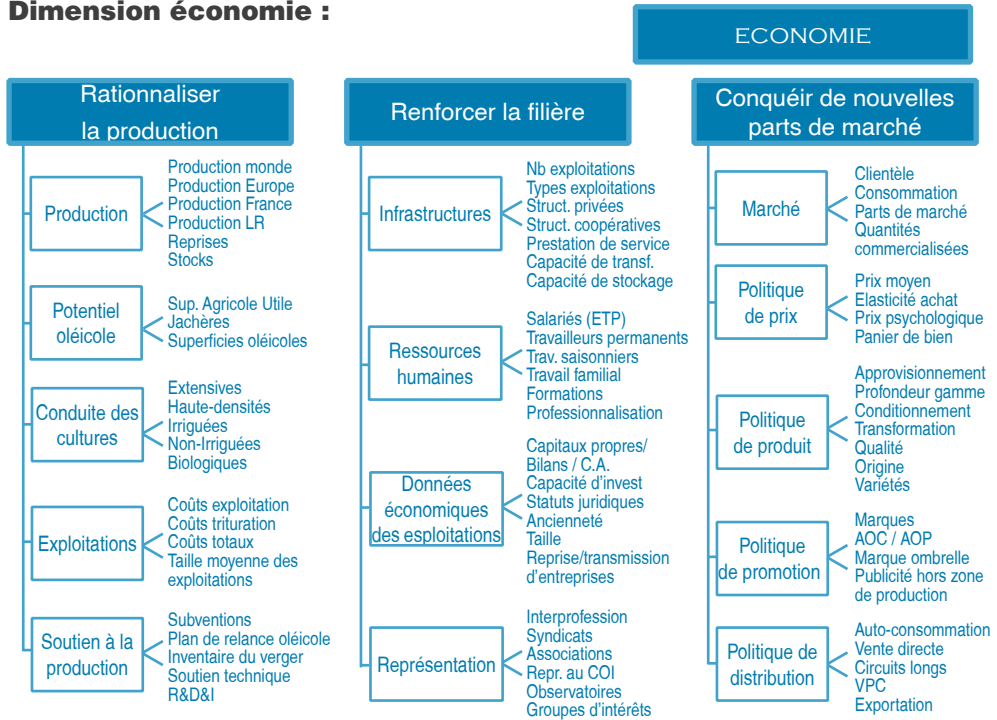 Dimension économie :
ECONOMIE
Rationnaliser
la production
Production
Production monde
Production Europe
Production France
Production LR
Reprises
Stocks
Potentiel
oléicole
Sup. Agricole Utile
Jachères
Superficies oléicoles
Conduite des
cultures
Extensives
Haute-densités
Irriguées
Non-Irriguées
Biologiques
Exploitations
Coûts exploitation
Coûts trituration
Coûts totaux
Taille moyenne des
exploitations
Soutien à la
production
Subventions
Plan de relance oléicole
Inventaire du verger
Soutien technique
R&D&I
Renforcer la filière
Infrastructures
Nb exploitations
Types exploitations
Struct. privées
Struct. coopératives
Prestation de service
Capacité de transf.
Capacité de stockage
Ressources
humaines
Salariés (ETP)
Travailleurs permanents
Trav. saisonniers
Travail familial
Formations
Professionnalisation
Données
économiques
des esploitations
Capitaux propres/
Bilans / C.A.
Capacité d'invest
Statuts juridiques
Ancienneté
Taille
Reprise/transmission
d'entreprises
Représentation
Interprofession
Syndicats
Associations
Repr. au COI
Observatoires
Groupes d'intérêts
Conquéir de nouvelles
parts de marché
Marché
Clientèle
Consommation
Parts de marché
Quantités
commercialisées
Politique
de prix
Prix moyen
Elasticité achat
Prix psychologique
Panier de bien
Politique
de produit
Approvisionnement
Profondeur gamme
Conditionnement
Transformation
Qualité
Origine
Variétés
Politique
de promotion
Marques
AOC / AOP
Marque ombrelle
Publicité hors zone
de production
Politique de
distribution
Auto-consommation
Vente directe
Circuits longs
VPC
Exportation